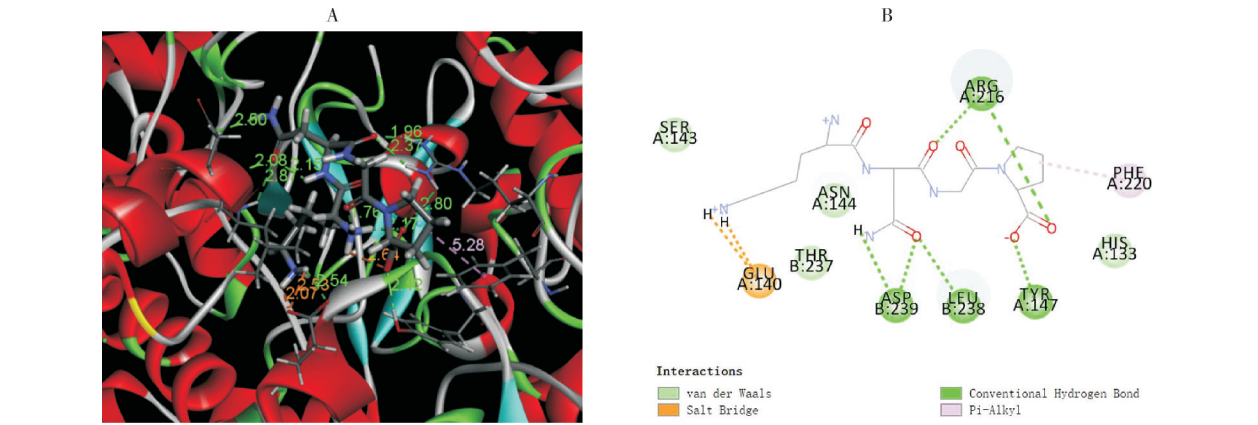 A
B
2.60
1.96
2.37
2.08
2.15
2.80
5.28
2.07
ARG
A:216
SER
A:143
+N
O
O
O
N
N
N
ASN
A:144
PHE
A:220
+N
H
H
H
N
O
-O
O
HIS
A:133
THR
B:237
GLU
A:140
ASP
B:239
LEU
B:238
TYR
A:147
Interactions
van der Waals
Salt Bridge
Conventional Hydrogen Bond
Pi-Alkyl